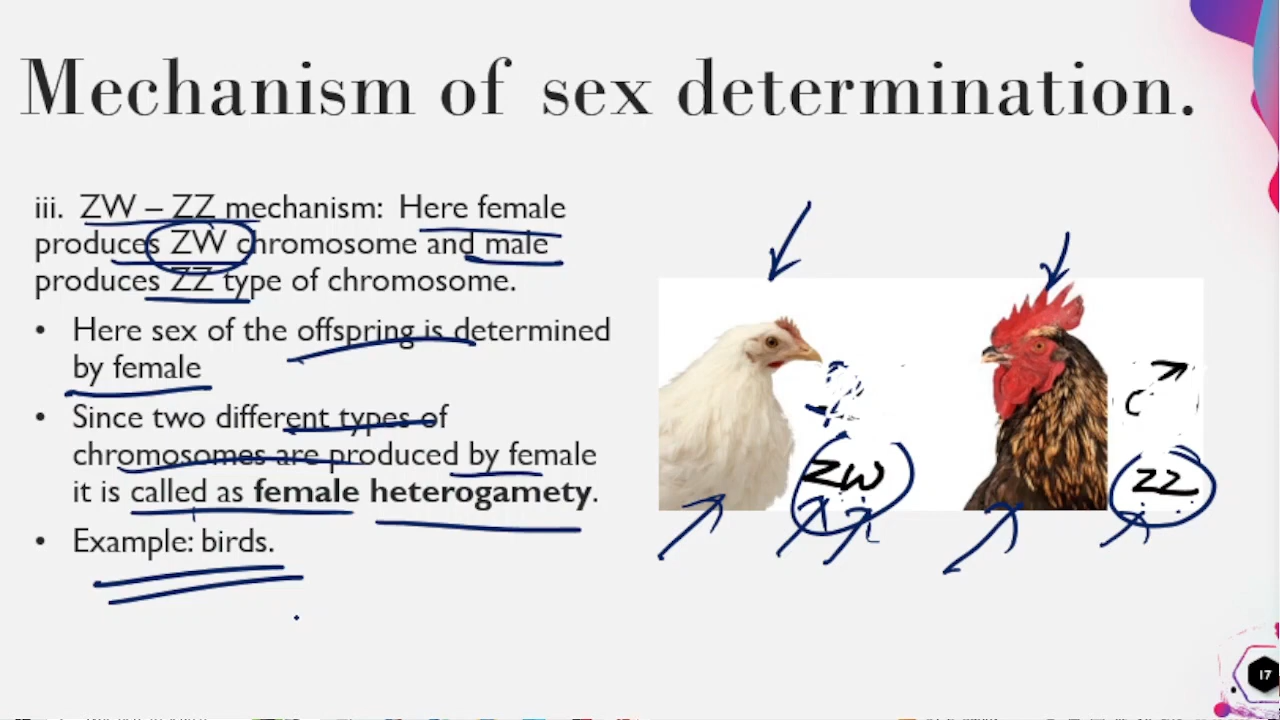 Mechanism of sex determination.
iii. ZW – ZZ mechanism: Here female
produces ZW chromosome and male
produces ZZ type of chromosome.
• Here sex of the offspring is determined
by female
• Since two different types of
chromosomes are produced by female
it is called as female heterogamety.
• Example: birds.
ZW
ZZ
17